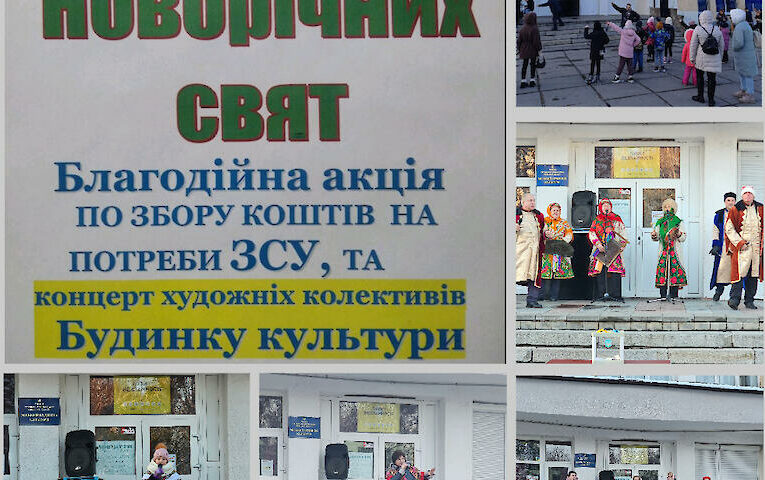 новорічних
СВЯТ
Благодійна акція
ПО ЗБОРУ КОШТІВ НА
ПОТРЕБИ ЗСУ, ТА
концерт художніх колективів
Будинку культури